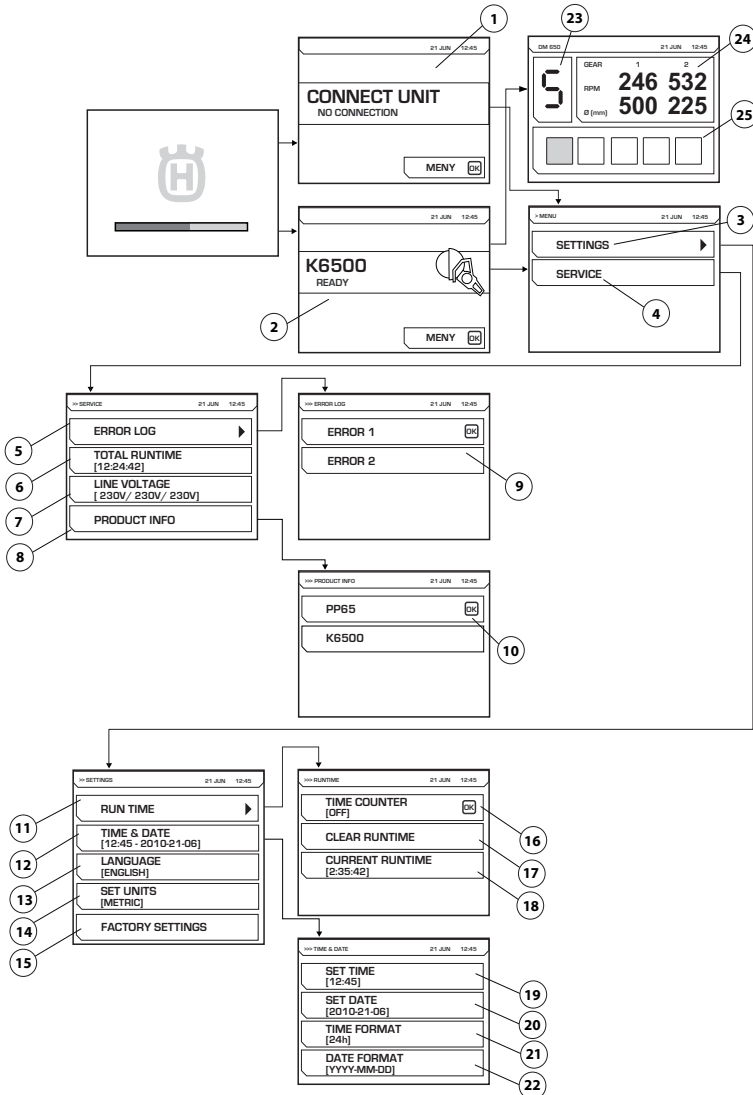 1
21 JUN 12:45
CONNECT UNIT
NO CONNECTION
MENY OK
23
24
25
DM 650 21 JUN 12:45
5
GEAR 1 2
RPM 246 532
Ø (mm) 500 225
H
21 JUN 12:45
K6500
READY
MENY OK
2
> MENU 21 JUN 12:45
SETTINGS
SERVICE
3
4
>> SERVICE 21 JUN 12:45
ERROR LOG
TOTAL RUNTIME
[12:24:42]
LINE VOLTAGE
[ 230V/ 230V/ 230V]
PRODUCT INFO
5
6
7
8
>>> ERROR LOG 21 JUN 12:45
ERROR 1 OK
ERROR 2
9
>>> PRODUCT INFO 21 JUN 12:45
PP65 OK
K6500
10
>> SETTINGS 21 JUN 12:45
RUN TIME
TIME & DATE
[12:45 - 2010-21-06]
LANGUAGE
[ENGLISH]
SET UNITS
[METRIC]
FACTORY SETTINGS
11
12
13
14
15
>>> RUNTIME 21 JUN 12:45
TIME COUNTER
[OFF] OK
CLEAR RUNTIME
CURRENT RUNTIME
[2:35:42]
16
17
18
>>> TIME & DATE 21 JUN 12:45
SET TIME
[12:45]
SET DATE
[2010-21-06]
TIME FORMAT
[24h]
DATE FORMAT
[YYYY-MM-DD]
19
20
21
22